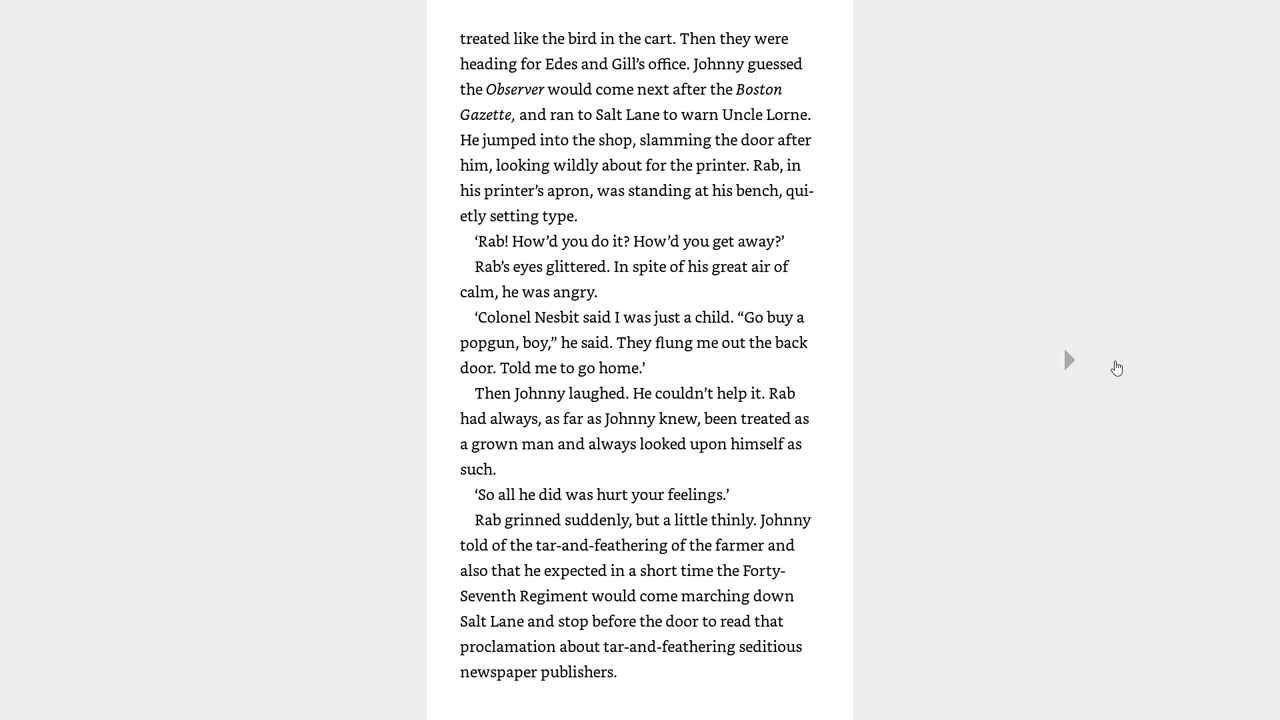 treated like the bird in the cart. Then they were
heading for Edes and Gill’s office. Johnny guessed
the Observer would come next after the Boston
Gazette, and ran to Salt Lane to warn Uncle Lorne.
He jumped into the shop, slamming the door after
him, looking wildly about for the printer. Rab, in
his printer’s apron, was standing at his bench, qui-
etly setting type.
‘Rab! How’d you do it? How’d you get away?’
Rab’s eyes glittered. In spite of his great air of
calm, he was angry.
‘Colonel Nesbit said I was just a child. “Go buy a
popgun, boy,” he said. They flung me out the back
door. Told me to go home.’
Then Johnny laughed. He couldn’t help it. Rab
had always, as far as Johnny knew, been treated as
a grown man and always looked upon himself as
such.
‘So all he did was hurt your feelings.’
Rab grinned suddenly, but a little thinly. Johnny
told of the tar-and-feathering of the farmer and
also that he expected in a short time the Forty-
Seventh Regiment would come marching down
Salt Lane and stop before the door to read that
proclamation about tar-and-feathering seditious
newspaper publishers.